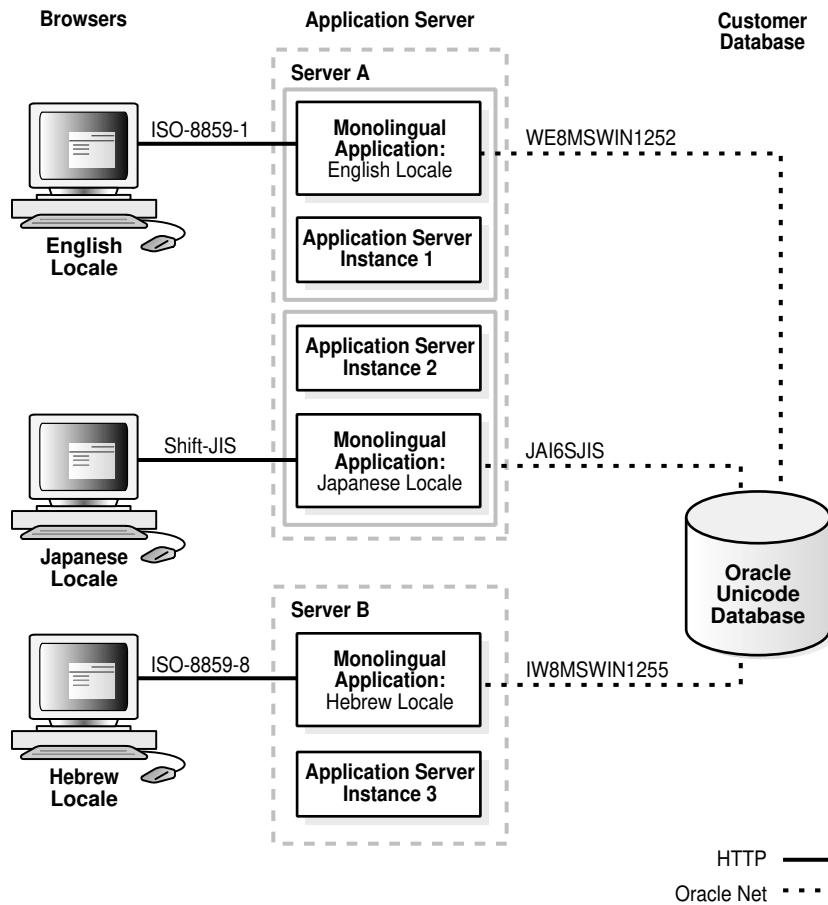 Browsers
Application Server
Customer
Database
Server A
ISO-8859-1
Monolingual
Application:
English Locale
WE8MSWIN1252
English
Locale
Application Server
Instance 1
Application Server
Instance 2
Shift-JIS
Monolingual
Application:
Japanese Locale
JAI6SJIS
Japanese
Locale
Oracle
Unicode
Database
Server B
ISO-8859-8
Monolingual
Application:
Hebrew Locale
IW8MSWIN1255
Hebrew
Locale
Application Server
Instance 3
HTTP
Oracle Net